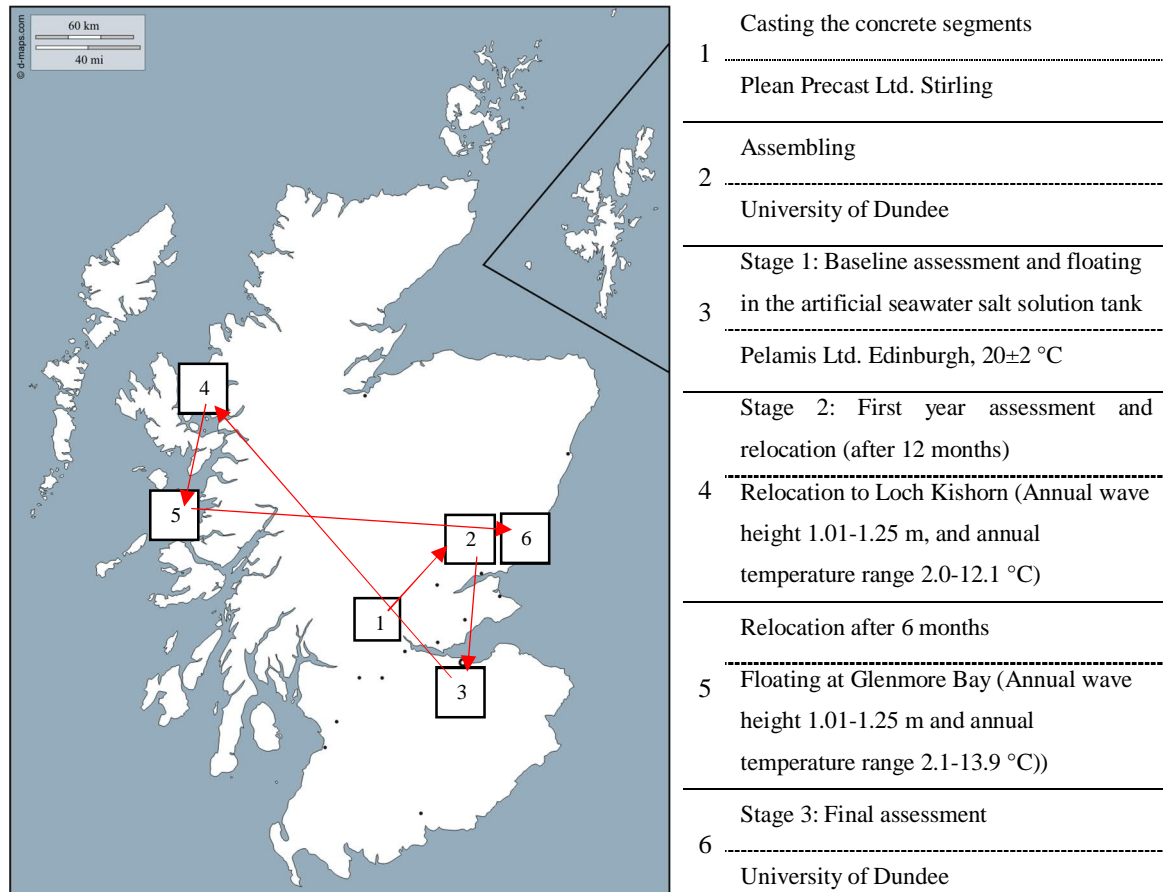 © d-maps.com
60 km
40 mi
4
5
2
6
1
3
1
Casting the concrete segments
Plean Precast Ltd. Stirling
2
Assembling
University of Dundee
3
Stage 1: Baseline assessment and floating
in the artificial seawater salt solution tank
Pelamis Ltd. Edinburgh, 20±2 °C
4
Stage 2: First year assessment and
relocation (after 12 months)
Relocation to Loch Kishorn (Annual wave
height 1.01-1.25 m, and annual
temperature range 2.0-12.1 °C)
5
Relocation after 6 months
Floating at Glenmore Bay (Annual wave
height 1.01-1.25 m and annual
temperature range 2.1-13.9 °C))
6
Stage 3: Final assessment
University of Dundee